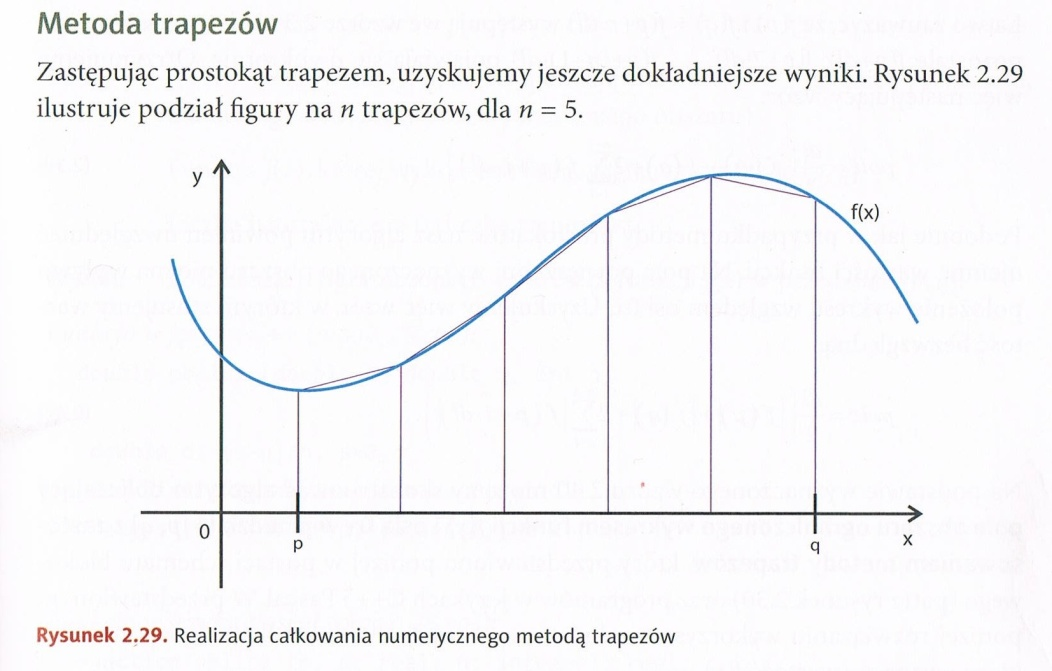 Metoda trapezów
Zastępując prostokąt trapezem, uzyskujemy jeszcze dokładniejsze wyniki. Rysunek 2.29
ilustruje podział figury na n trapezów, dla n = 5.
y
f(x)
0
p
q
x
Rysunek 2.29. Realizacja całkowania numerycznego metodą trapezów